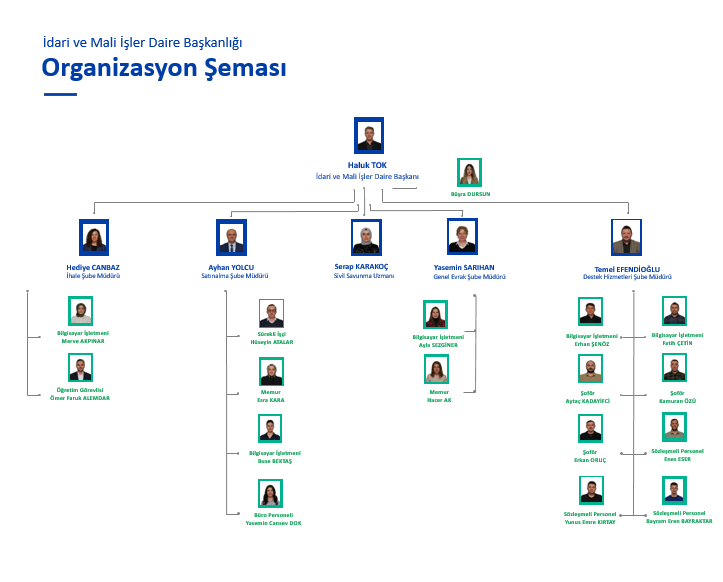 İdari ve Mali İşler Daire Başkanlığı
Organizasyon Şeması
Haluk TOK
İdari ve Mali İşler Daire Başkanı
Büşra DURSUN
Hediye CANBAZ
İhale Şube Müdürü
Ayhan YOLCU
Satınalma Şube Müdürü
Serap KARAKOÇ
Sivil Savunma Uzmanı
Yasemin SARIHAN
Genel Evrak Şube Müdürü
Temel EFENDİOĞLU
Destek Hizmetleri Şube Müdürü
Bilgisayar İşletmeni
Merve AKPINAR
Öğretim Görevlisi
Ömer Faruk ALEMDAR
Sürekli İşçi
Hüseyin ATALAR
Memur
Esra KARA
Bilgisayar İşletmeni
Buse BEKTAŞ
Büro Personeli
Yasemin Cansev DOK
Bilgisayar İşletmeni
Ayla SEZGİNER
Memur
Hacer AK
Bilgisayar İşletmeni
Erhan ŞENÖZ
Bilgisayar İşletmeni
Fatih ÇETİN
Şoför
Aytaç KADAYIFCI
Şoför
Kamuran ÖZÜ
Şoför
Erkan ORUÇ
Sözleşmeli Personel
Enes ESER
Sözleşmeli Personel
Yunus Emre KIRTAY
Sözleşmeli Personel
Bayram Eren BAYRAKTAR